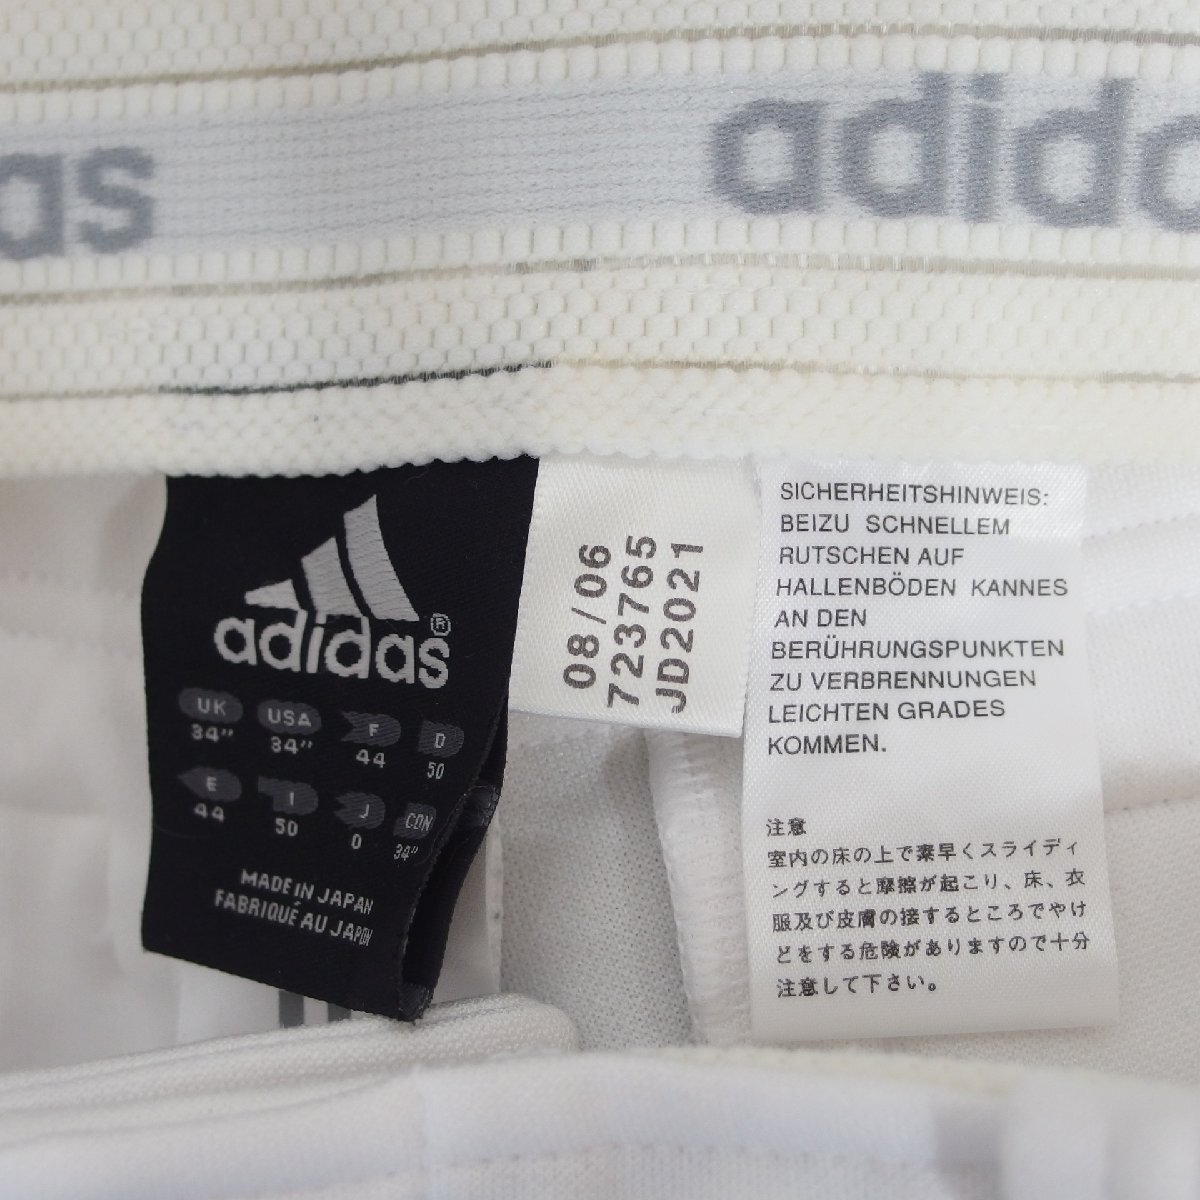 adidas
adidas
adidas®
UK USA F D
34" 34" 44 50
E I J CDN
44 50 O 34"
MADE IN JAPAN
FABRIQUÉ AU JAPON
08/06
723765
JD2021
SICHERHEITSHINWEIS:
BEIZU SCHNELLEM
RUTSCHEN AUF
HALLENBÖDEN KANNES
AN DEN
BERÜHRUNGSPUNKTEN
ZU VERBRENNUNGEN
LEICHTEN GRADES
KOMMEN.
注意
室内の床の上で素早くスライディ
ングすると摩擦が起こり、床、衣
服及び皮膚の接するところでやけ
どをする危険がありますので十分
注意して下さい。